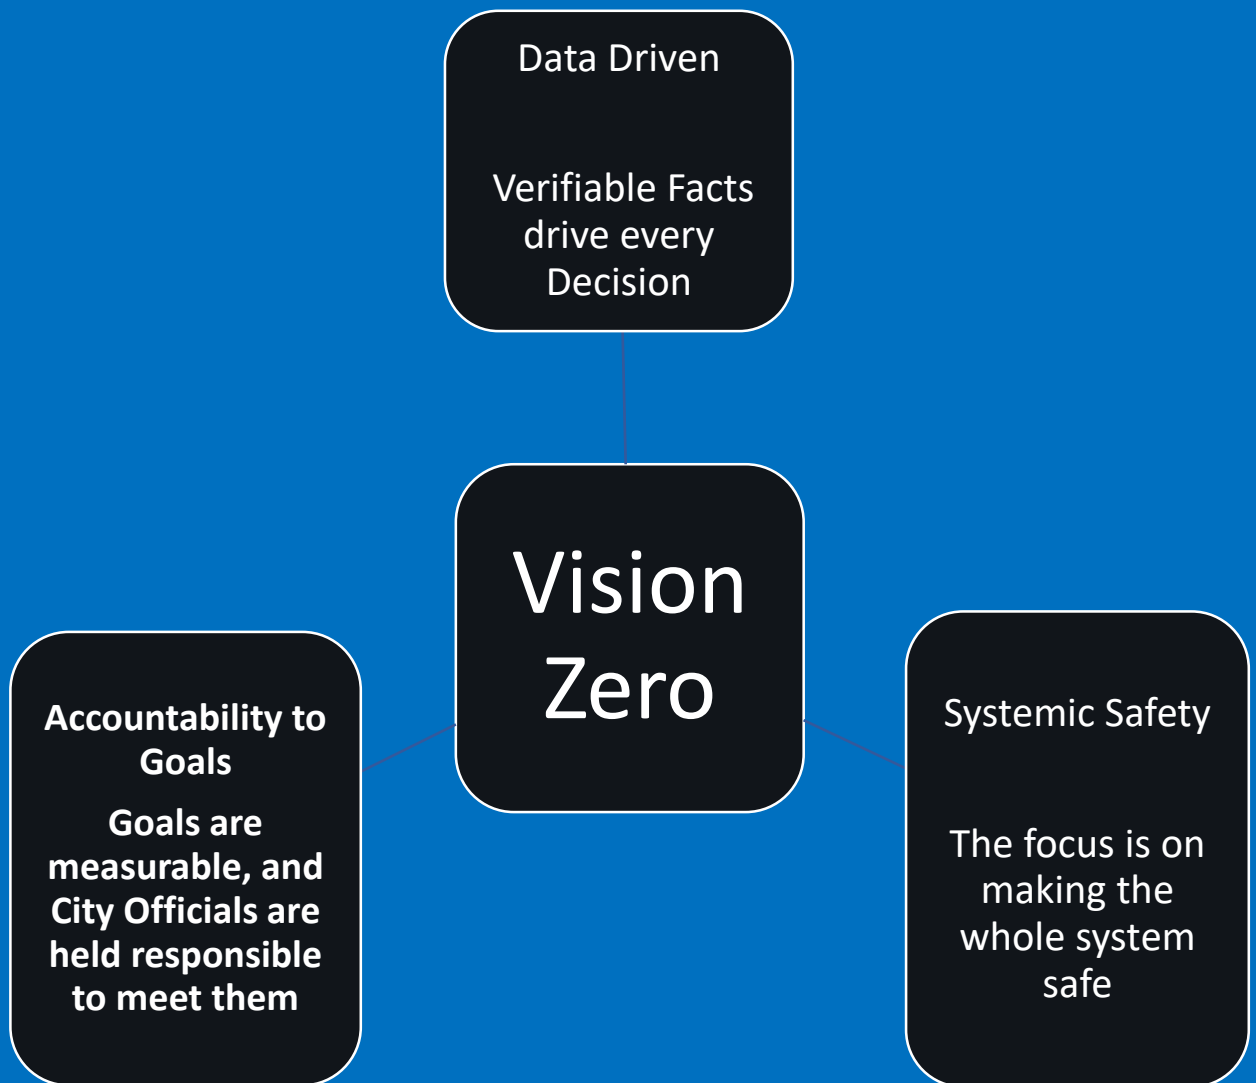 Data Driven
Verifiable Facts
drive every
Decision
Vision
Zero
Accountability to
Goals
Goals are
measurable, and
City Officials are
held responsible
to meet them
Systemic Safety
The focus is on
making the
whole system
safe